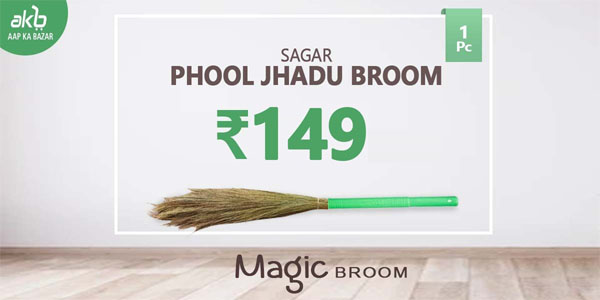 akb
AAP KA BAZAR
1
Pc
SAGAR
PHOOL JHADU BROOM
₹149
Magic BROOM